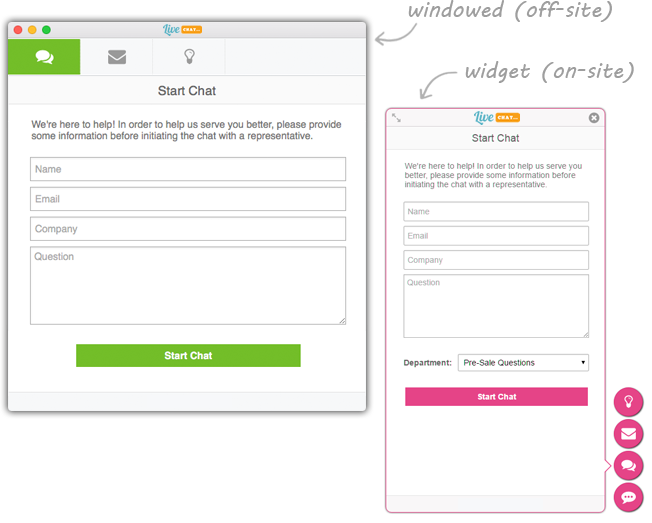 windowed (off-site)
Live CHAT...
Start Chat
We're here to help! In order to help us serve you better, please provide
some information before initiating the chat with a representative.
Name
Email
Company
Question
Start Chat
widget (on-site)
Live CHAT...
Start Chat
We're here to help! In order to help us serve you
better, please provide some information before
initiating the chat with a representative.
Name
Email
Company
Question
Department: Pre-Sale Questions
Start Chat